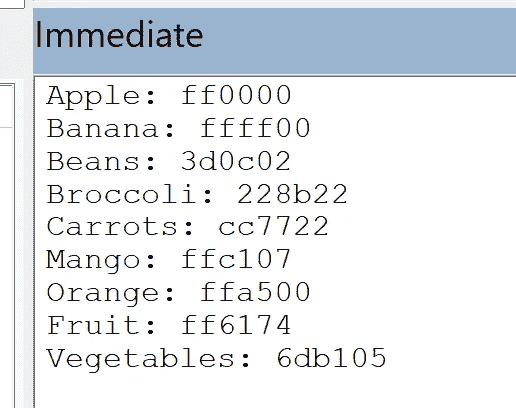 Immediate
Apple: ff0000
Banana: ffff00
Beans: 3d0c02
Broccoli: 228b22
Carrots: cc7722
Mango: ffc107
Orange: ffa500
Fruit: ff6174
Vegetables: 6db105